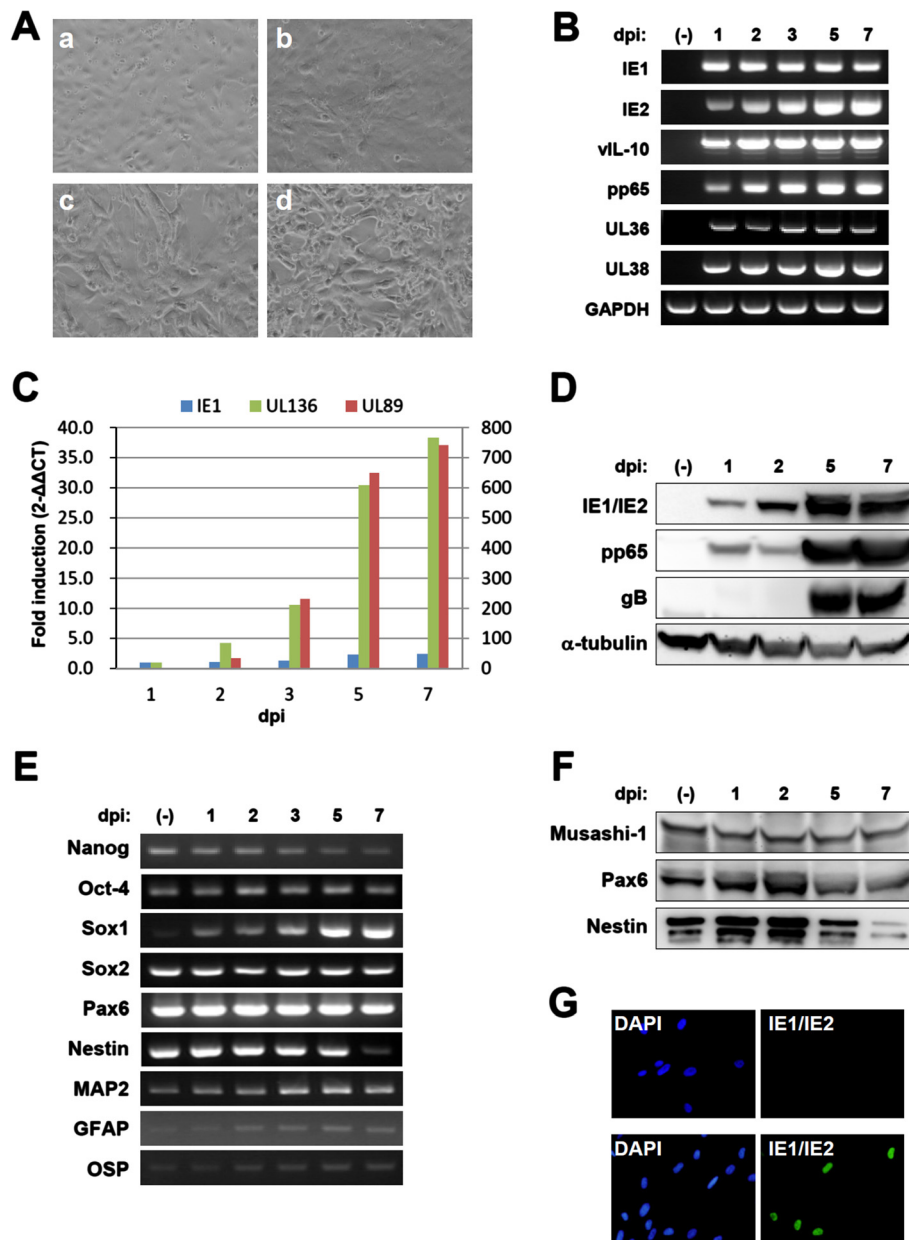 A
a
b
c
d
B
dpi: (-) 1 2 3 5 7
IE1
IE2
vIL-10
pp65
UL36
UL38
GAPDH
C
IE1 UL136 UL89
Fold induction (2-ΔΔCT)
40.0 800
35.0 700
30.0 600
25.0 500
20.0 400
15.0 300
10.0 200
5.0 100
0.0 0
1 2 3 5 7
dpi
D
dpi: (-) 1 2 5 7
IE1/IE2
pp65
gB
α-tubulin
E
dpi: (-) 1 2 3 5 7
Nanog
Oct-4
Sox1
Sox2
Pax6
Nestin
MAP2
GFAP
OSP
F
dpi: (-) 1 2 5 7
Musashi-1
Pax6
Nestin
G
DAPI IE1/IE2
DAPI IE1/IE2